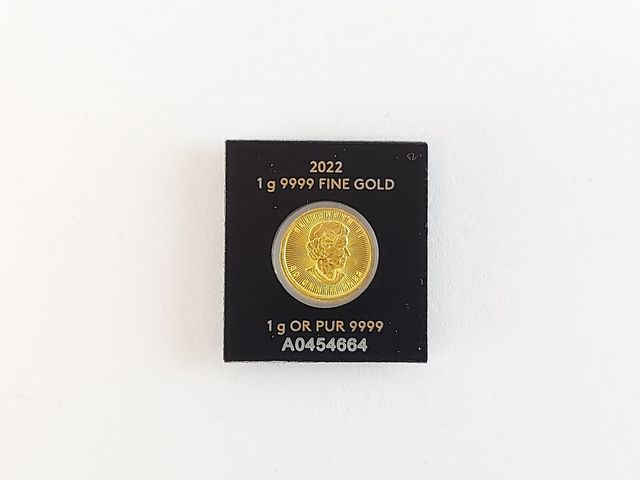 2022
1 g 9999 FINE GOLD
1 g OR PUR 9999
A0454664